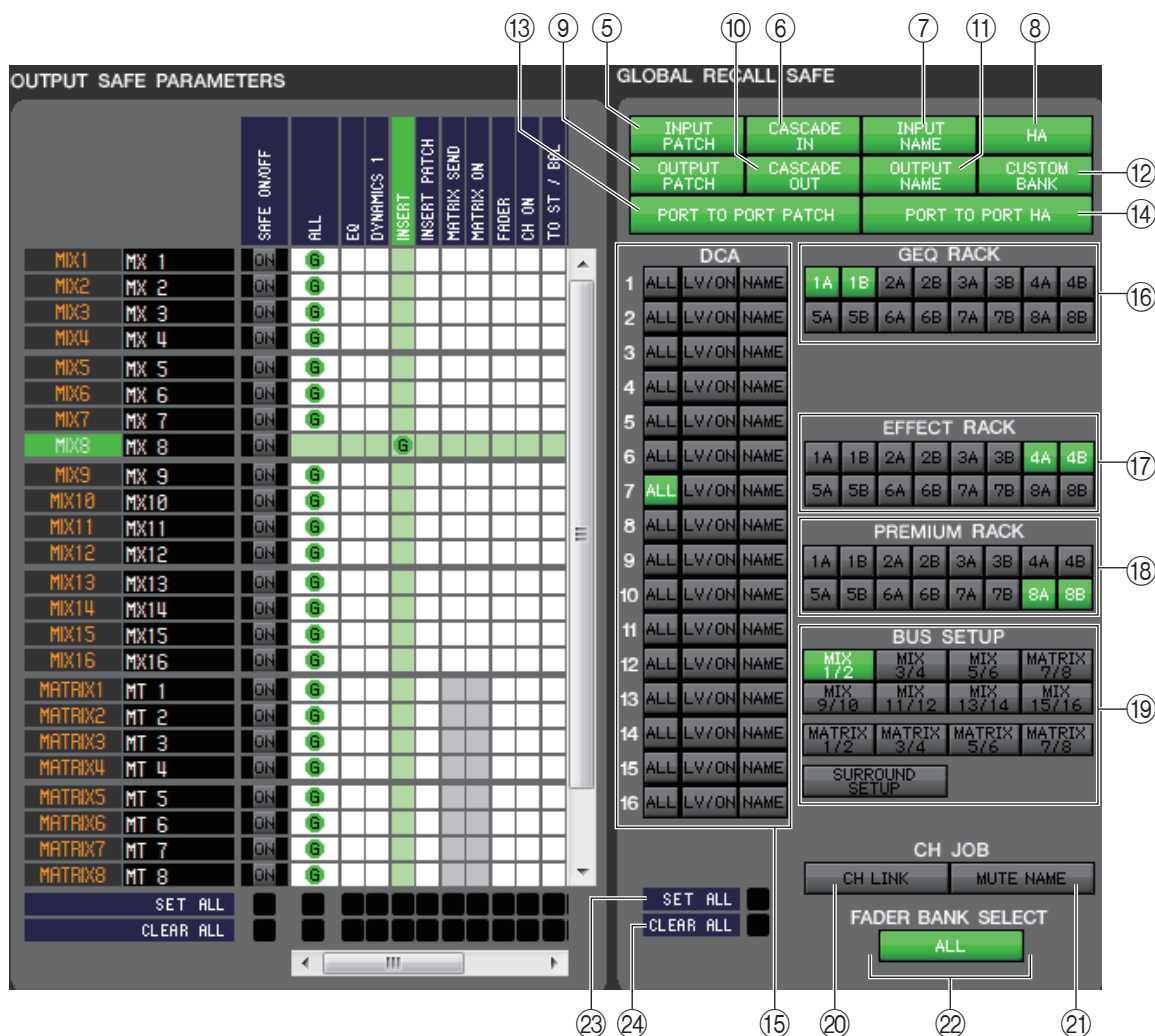 ⑬ ⑨ ⑤ ⑩ ⑥ ⑦ ⑪ ⑧
OUTPUT SAFE PARAMETERS
GLOBAL RECALL SAFE
INPUT PATCH
CASCADE IN
INPUT NAME
HA
OUTPUT PATCH
CASCADE OUT
OUTPUT NAME
CUSTOM BANK
⑫
PORT TO PORT PATCH
PORT TO PORT HA
⑭
SAFE ON/OFF
ALL
EQ
DYNAMICS 1
INSERT
INSERT PATCH
MATRIX SEND
MATRIX ON
FADER
CH ON
TO ST / BAL
MIX1 MX 1 ON G
MIX2 MX 2 ON G
MIX3 MX 3 ON G
MIX4 MX 4 ON G
MIX5 MX 5 ON G
MIX6 MX 6 ON G
MIX7 MX 7 ON G
MIX8 MX 8 ON G
MIX9 MX 9 ON G
MIX10 MX10 ON G
MIX11 MX11 ON G
MIX12 MX12 ON G
MIX13 MX13 ON G
MIX14 MX14 ON G
MIX15 MX15 ON G
MIX16 MX16 ON G
MATRIX1 MT 1 ON G
MATRIX2 MT 2 ON G
MATRIX3 MT 3 ON G
MATRIX4 MT 4 ON G
MATRIX5 MT 5 ON G
MATRIX6 MT 6 ON G
MATRIX7 MT 7 ON G
MATRIX8 MT 8 ON G
SET ALL
CLEAR ALL
DCA
1 ALL LV/ON NAME
2 ALL LV/ON NAME
3 ALL LV/ON NAME
4 ALL LV/ON NAME
5 ALL LV/ON NAME
6 ALL LV/ON NAME
7 ALL LV/ON NAME
8 ALL LV/ON NAME
9 ALL LV/ON NAME
10 ALL LV/ON NAME
11 ALL LV/ON NAME
12 ALL LV/ON NAME
13 ALL LV/ON NAME
14 ALL LV/ON NAME
15 ALL LV/ON NAME
16 ALL LV/ON NAME
SET ALL
CLEAR ALL
GEQ RACK
1A 1B 2A 2B 3A 3B 4A 4B
5A 5B 6A 6B 7A 7B 8A 8B
⑯
EFFECT RACK
1A 1B 2A 2B 3A 3B 4A 4B
5A 5B 6A 6B 7A 7B 8A 8B
⑰
PREMIUM RACK
1A 1B 2A 2B 3A 3B 4A 4B
5A 5B 6A 6B 7A 7B 8A 8B
⑱
BUS SETUP
MIX 1/2
MIX 3/4
MIX 5/6
MATRIX 7/8
MIX 9/10
MIX 11/12
MIX 13/14
MIX 15/16
MATRIX 1/2
MATRIX 3/4
MATRIX 5/6
MATRIX 7/8
SURROUND SETUP
⑲
CH JOB
CH LINK
MUTE NAME
FADER BANK SELECT
ALL
㉓ ㉔ ⑮ ⑳ ㉒ ㉑